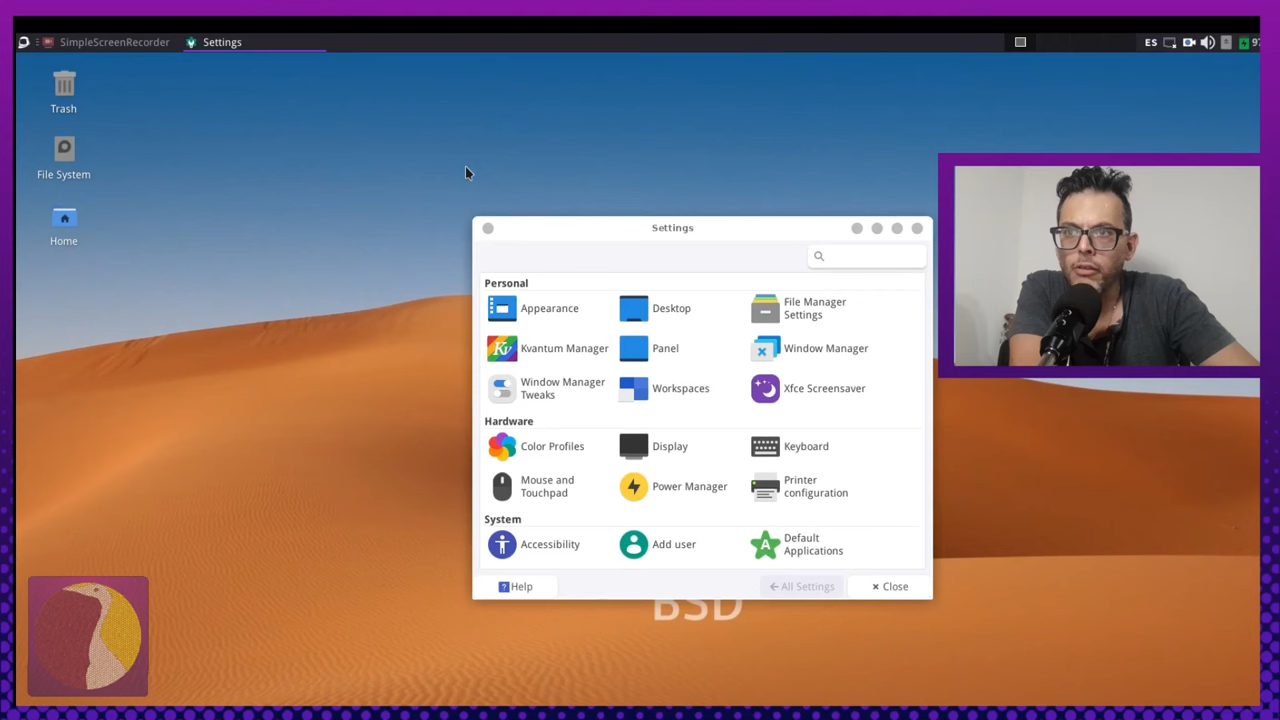 SimpleScreenRecorder
Settings
ES
97
Trash
File System
Home
Settings
Personal
Appearance
Desktop
File Manager
Settings
Kvantum Manager
Panel
Window Manager
Window Manager
Tweaks
Workspaces
Xfce Screensaver
Hardware
Color Profiles
Display
Keyboard
Mouse and
Touchpad
Power Manager
Printer
configuration
System
Accessibility
Add user
Default
Applications
Help
All Settings
Close
BSD